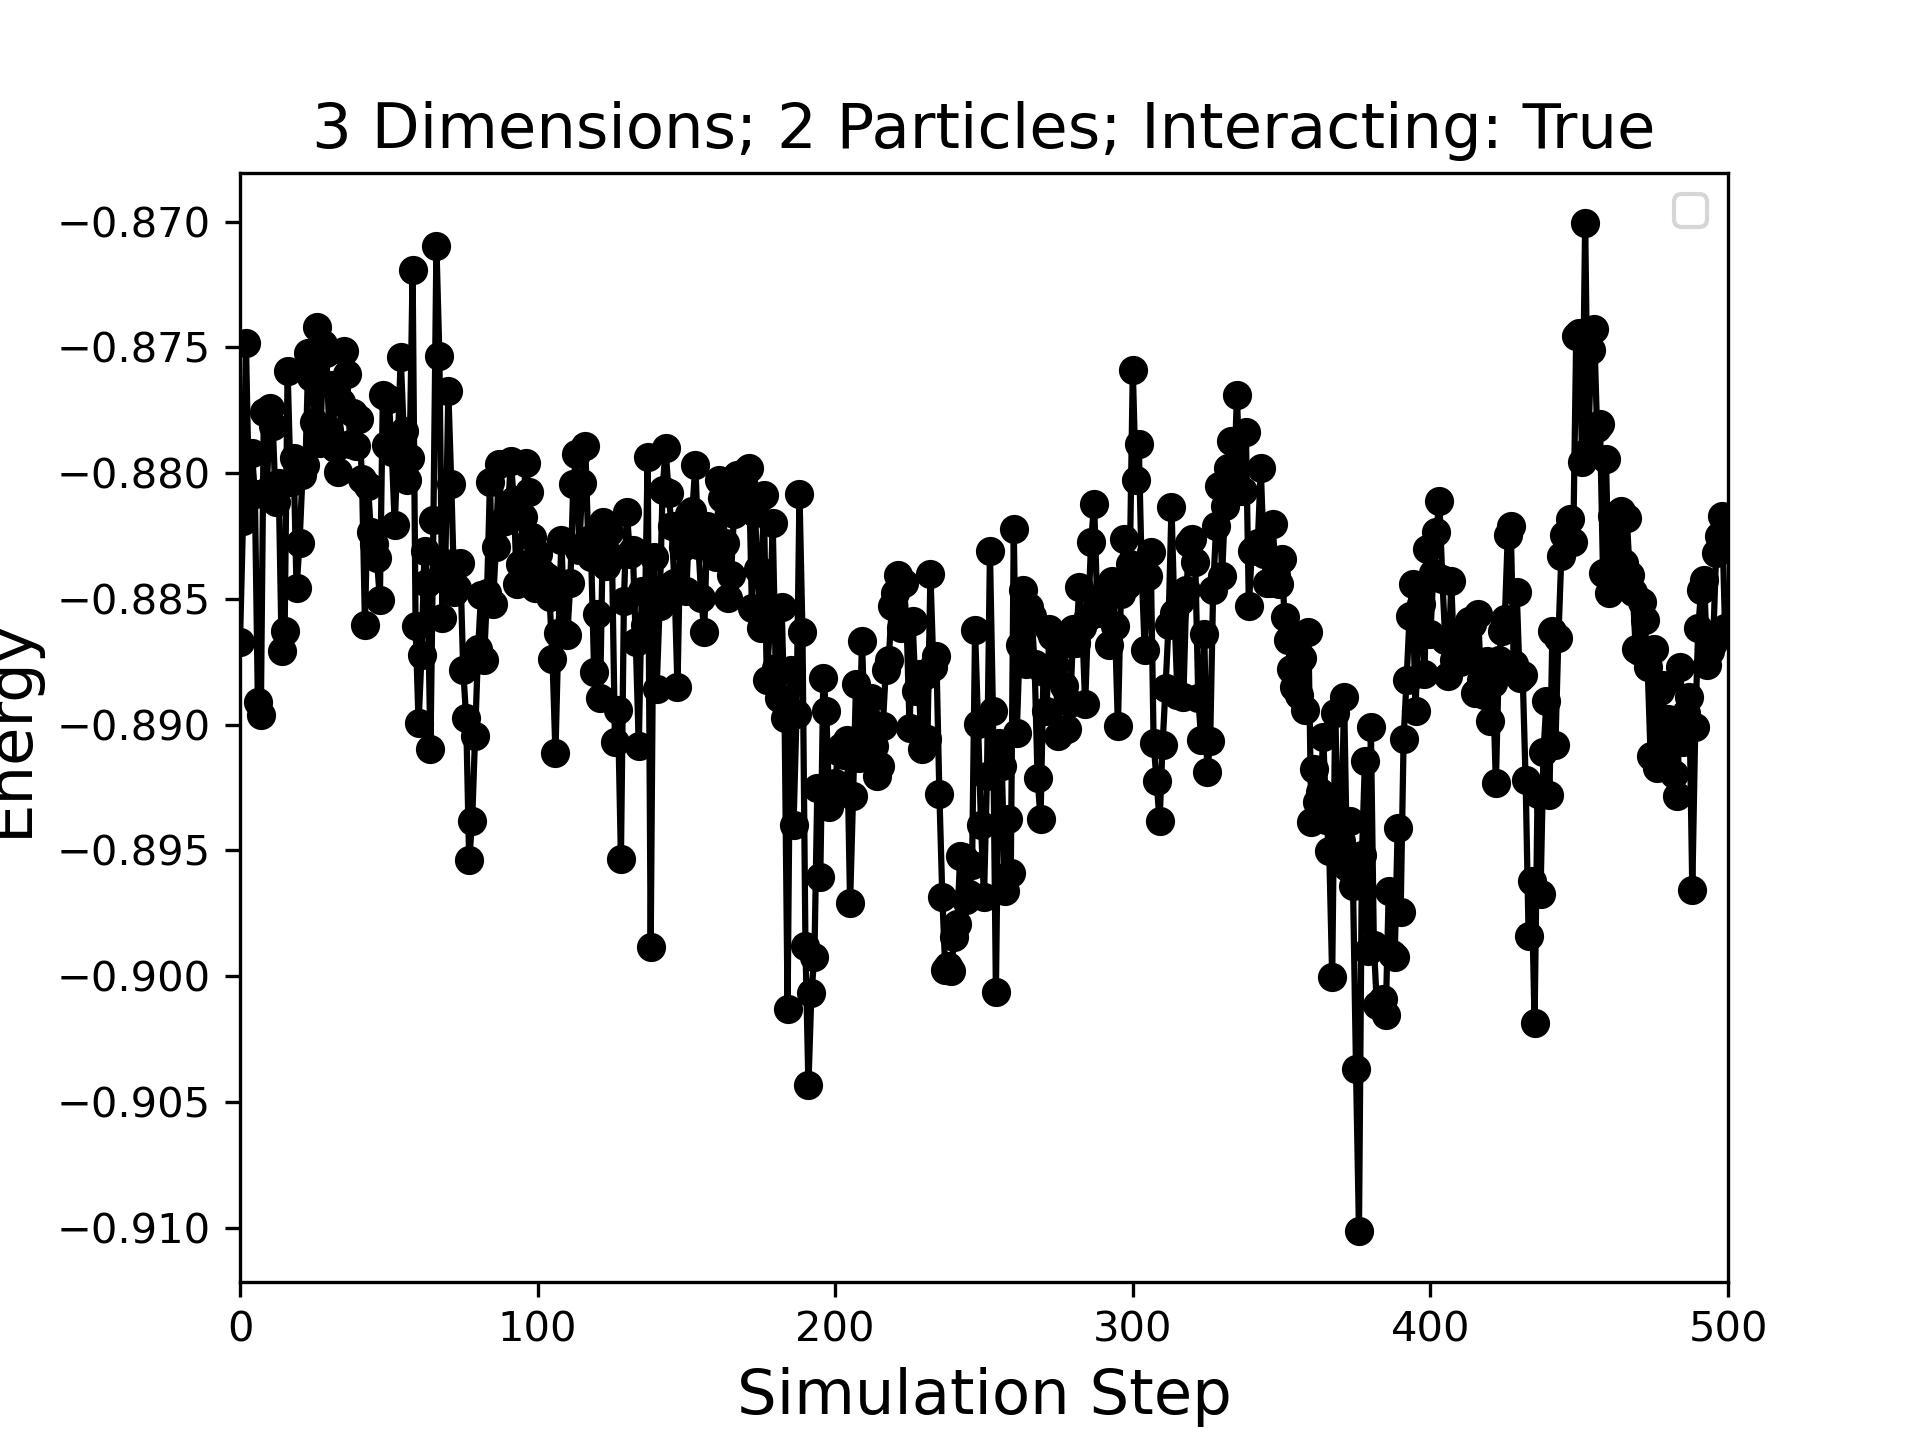 3 Dimensions; 2 Particles; Interacting: True
−0.870
−0.875
−0.880
−0.885
−0.890
−0.895
−0.900
−0.905
−0.910
Energy
0 100 200 300 400 500
Simulation Step